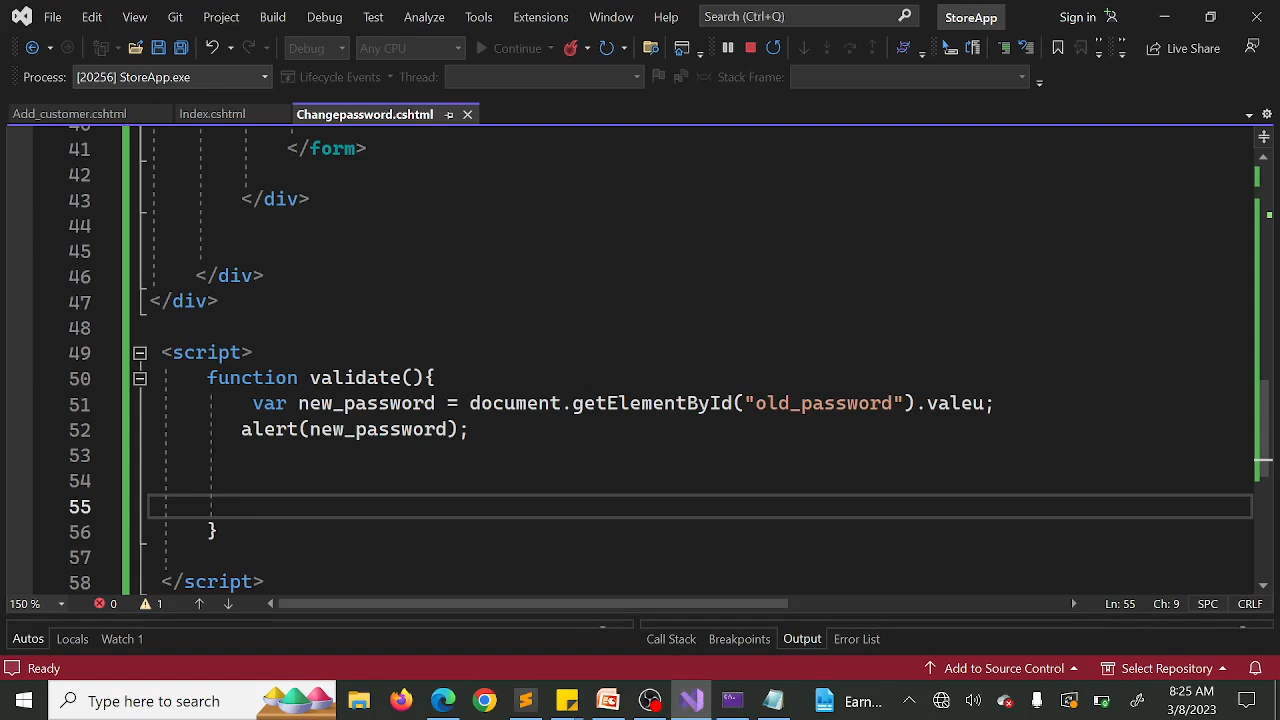 File Edit View Git Project Build Debug Test Analyze Tools Extensions Window Help Search (Ctrl+Q) StoreApp Sign in
Debug Any CPU Continue Live Share
Process: [20256] StoreApp.exe Lifecycle Events Thread: Stack Frame:
Add_customer.cshtml Index.cshtml Changepassword.cshtml
41 </form>
42
43 </div>
44
45
46 </div>
47 </div>
48
49 <script>
50 function validate(){
51 var new_password = document.getElementById("old_password").valeu;
52 alert(new_password);
53
54
55
56 }
57
58 </script>
150 % 0 1 Ln: 55 Ch: 9 SPC CRLF
Autos Locals Watch 1 Call Stack Breakpoints Output Error List
Ready Add to Source Control Select Repository
Type here to search Earn... 8:25 AM
3/8/2023